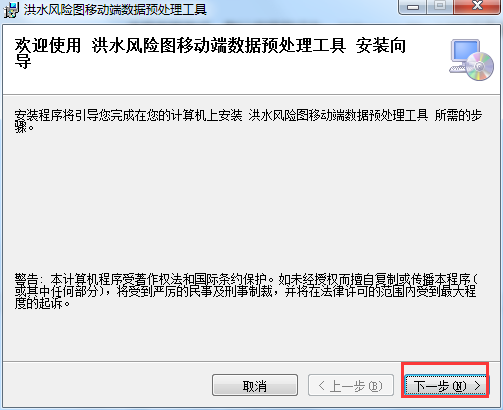 洪水风险图移动端数据预处理工具
欢迎使用 洪水风险图移动端数据预处理工具 安装向
导
安装程序将引导您完成在您的计算机上安装 洪水风险图移动端数据预处理工具 所需的步
骤。
警告: 本计算机程序受著作权法和国际条约保护。如未经授权而擅自复制或传播本程序(
或其中任何部分)，将受到严厉的民事及刑事制裁，并将在法律许可的范围内受到最大程
度的起诉。
取消
< 上一步(B)
下一步(N) >